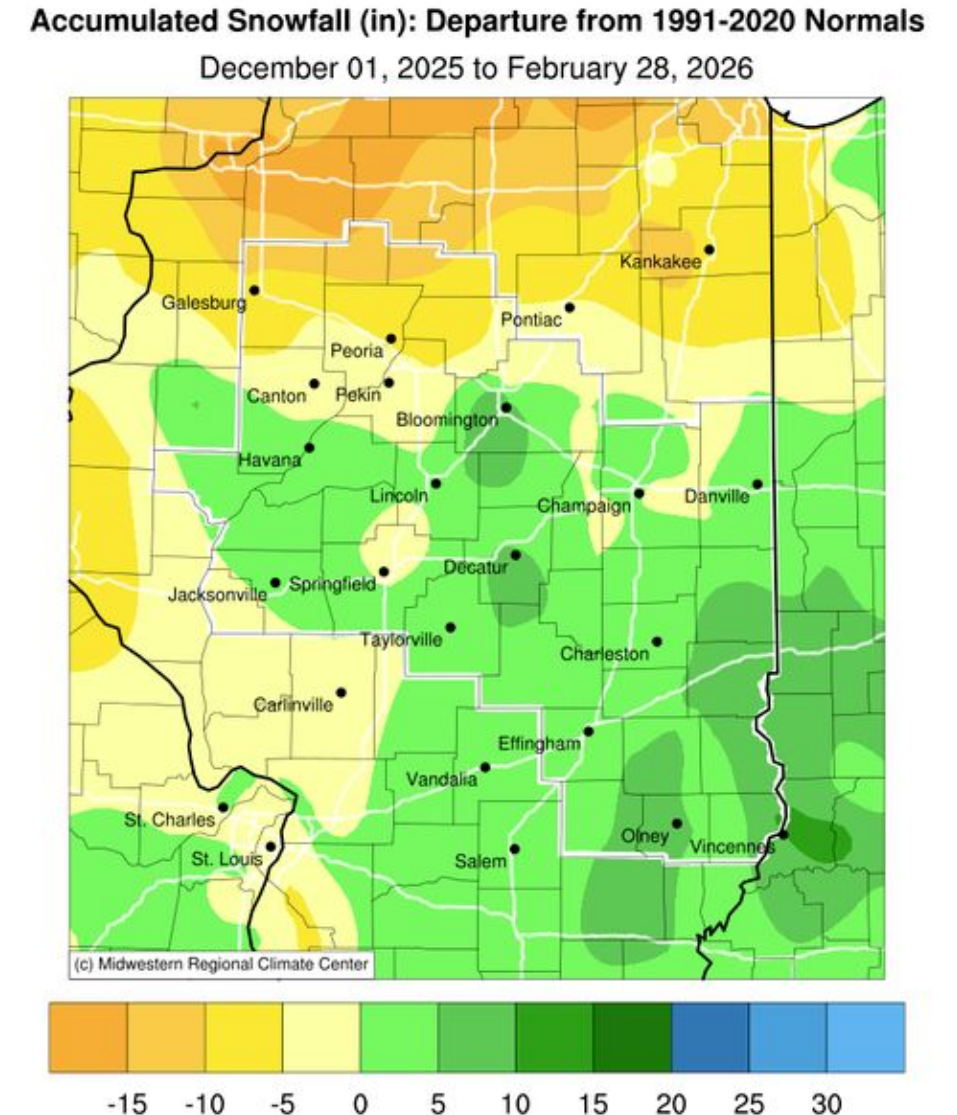 Accumulated Snowfall (in): Departure from 1991-2020 Normals
December 01, 2025 to February 28, 2026
Kankakee
Galesburg
Pontiac
Peoria
Canton
Pekin
Bloomington
Havana
Lincoln
Champaign
Danville
Decatur
Springfield
Jacksonville
Taylorville
Charleston
Carlinville
Effingham
Vandalia
St. Charles
Olney
Vincennes
St. Louis
Salem
(c) Midwestern Regional Climate Center
-15 -10 -5 0 5 10 15 20 25 30